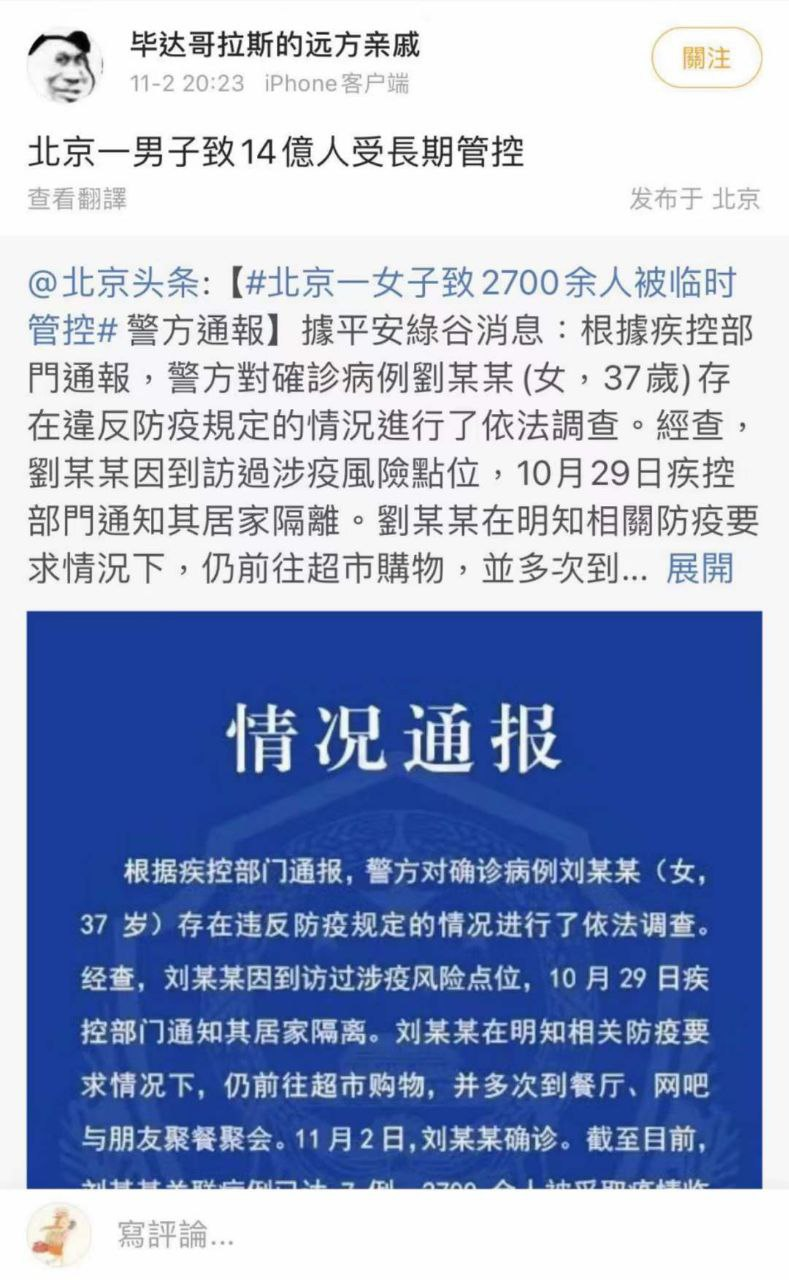 毕达哥拉斯的远方亲戚
11-2 20:23 iPhone客户端
關注
北京一男子致14億人受長期管控
查看翻譯
发布于 北京
@北京头条:【#北京一女子致2700余人被临时
管控# 警方通報】據平安綠谷消息：根據疾控部
門通報，警方對確診病例劉某某(女，37歲)存
在違反防疫規定的情況進行了依法調查。經查，
劉某某因到訪過涉疫風險點位，10月29日疾控
部門通知其居家隔離。劉某某在明知相關防疫要
求情況下，仍前往超市購物，並多次到... 展開
情况通报
根据疾控部门通报，警方对确诊病例刘某某（女，
37 岁）存在违反防疫规定的情况进行了依法调查。
经查，刘某某因到访过涉疫风险点位，10 月 29 日疾
控部门通知其居家隔离。刘某某在明知相关防疫要
求情况下，仍前往超市购物，并多次到餐厅、网吧
与朋友聚餐聚会。11 月 2 日,刘某某确诊。截至目前，
寫評論...